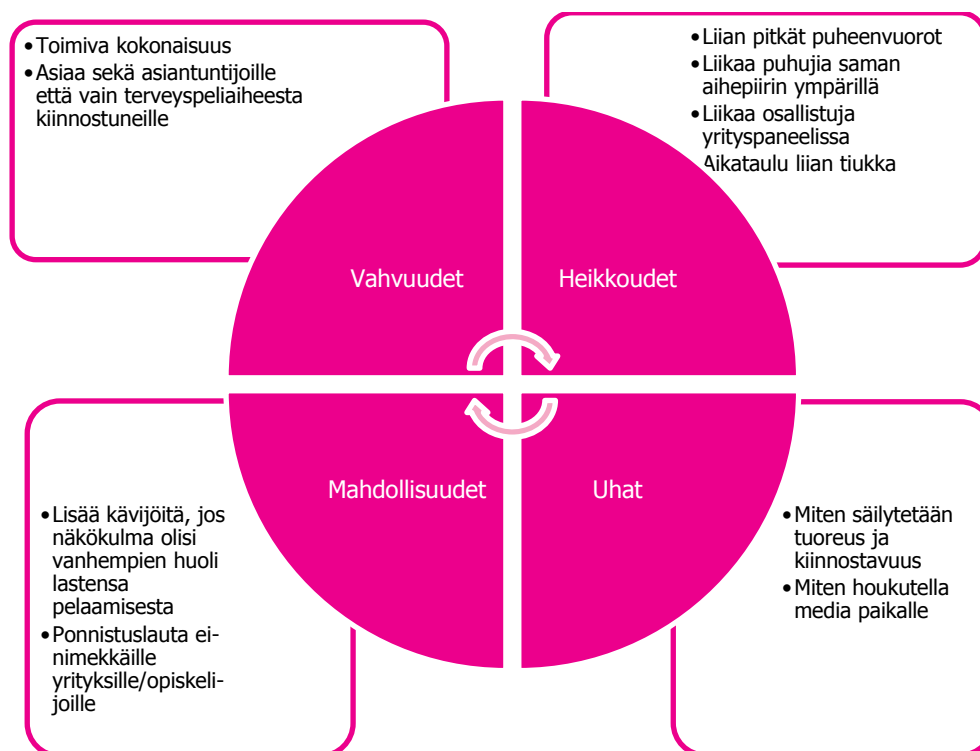 •Toimiva kokonaisuus
•Asiaa sekä asiantuntijoille
että vain terveyspeliaiheesta
kiinnostuneille
•Liian pitkät puheenvuorot
•Liikaa puhujia saman
aihepiirin ympärillä
•Liikaa osallistuja
yrityspaneelissa
Aikataulu liian tiukka
Vahvuudet
Heikkoudet
Mahdollisuudet
Uhat
•Lisää kävijöitä, jos
näkökulma olisi
vanhempien huoli
lastensa
pelaamisesta
•Ponnistuslauta ei-
nimekkäille
yrityksille/opiskeli-
joille
•Miten säilytetään
tuoreus ja
kiinnostavuus
•Miten houkutella
media paikalle